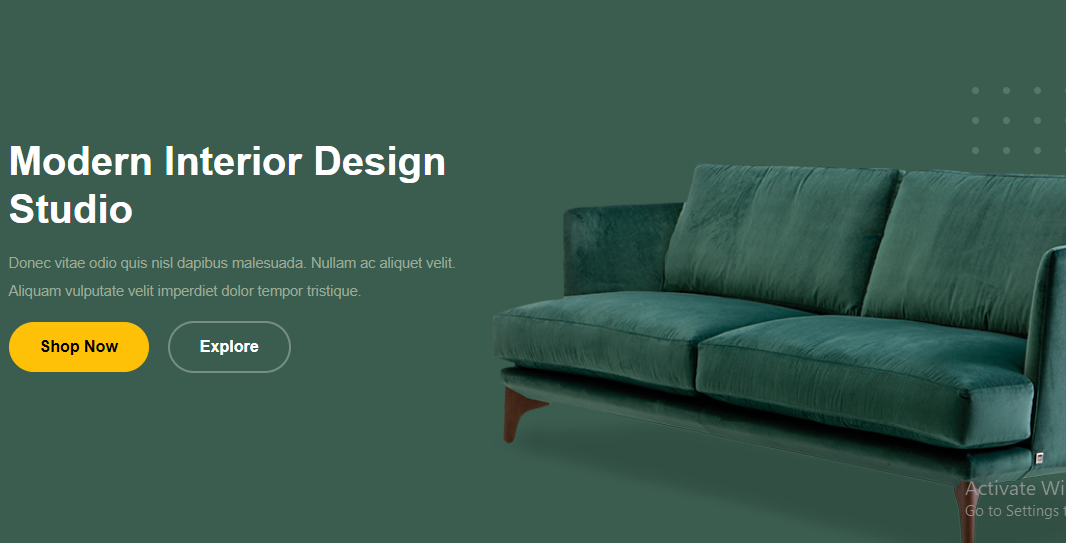 Modern Interior Design
Studio
Donec vitae odio quis nisl dapibus malesuada. Nullam ac aliquet velit.
Aliquam vulputate velit imperdiet dolor tempor tristique.
Shop Now
Explore
Activate Wi
Go to Settings t